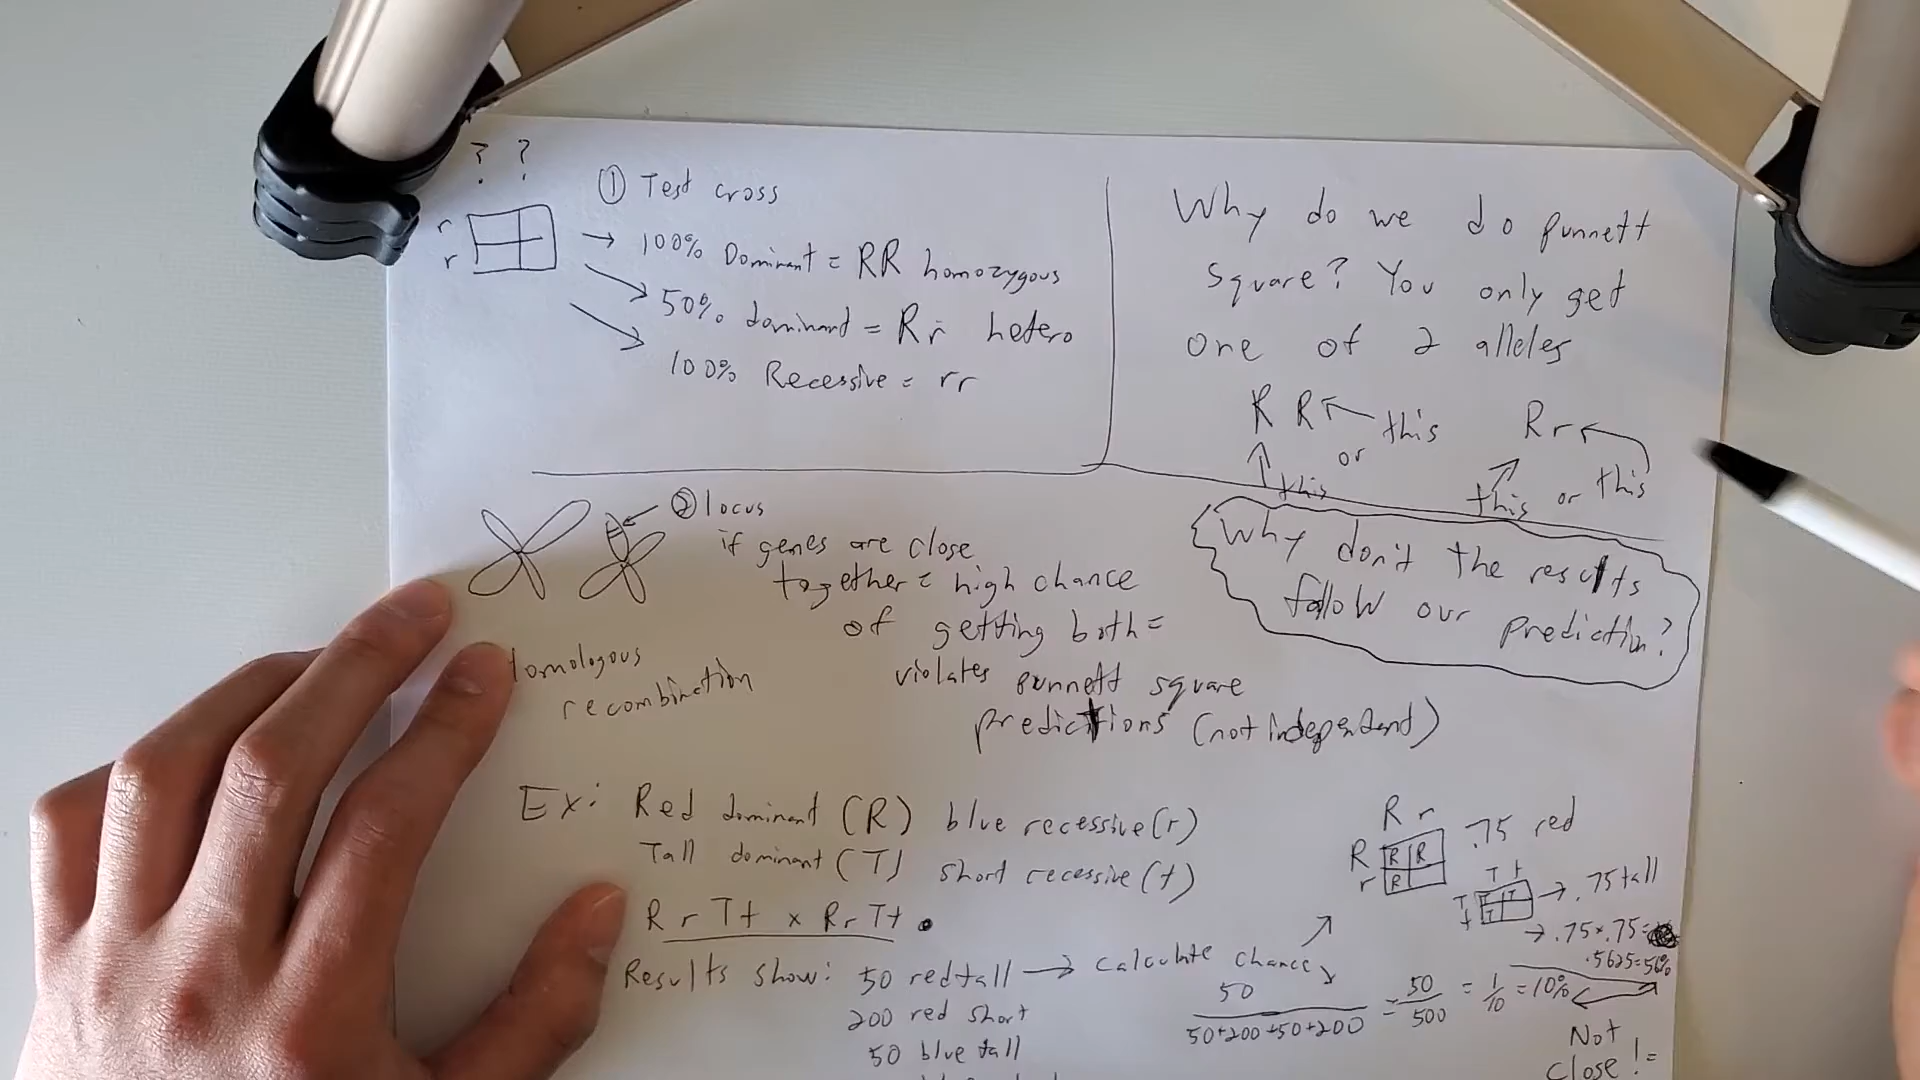 ? ?
r
r
① Test cross
→ 100% Dominant = RR homozygous
50% dominant = Rr hetero
100% Recessive = rr
Why do we do punnett
square? You only get
one of 2 alleles
R R ← this
or
this
R r
this or this
② locus
if genes are close
together = high chance
of getting both =
violates punnett square
predictions (not independent)
homologous
recombination
Why don't the results
follow our prediction?
Ex: Red dominant (R) blue recessive (r)
Tall dominant (T) short recessive (t)
R r T t x R r T t
Results show: 50 red tall → calculate chance
200 red short
50 blue tall
R r
R R R
r R
.75 red
T t
T T T
t T
→ .75 tall
→ .75 x .75 =
.5625 = 56%
50
50+200+50+200
= 50/500 = 1/10 = 10%
Not
close! =